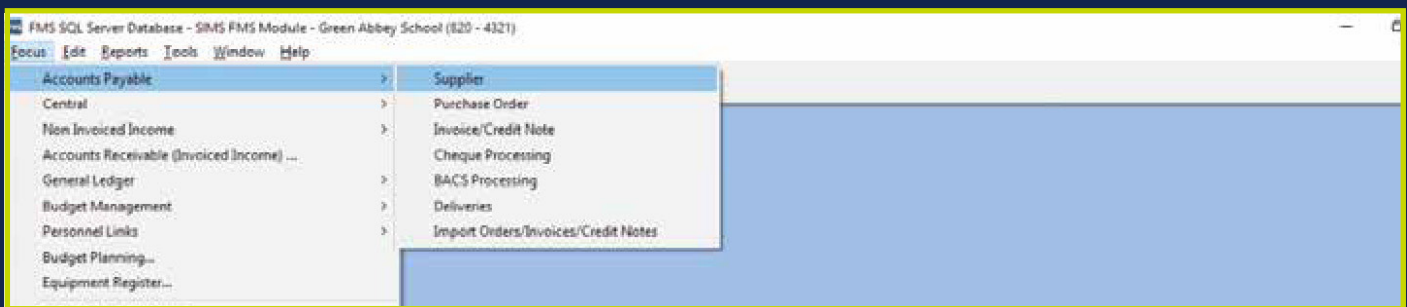 FMS SQL Server Database - SIMS FMS Module - Green Abbey School (820 - 4321)
Focus Edit Reports Tools Window Help
Accounts Payable
Central
Non Invoiced Income
Accounts Receivable (Invoiced Income) ...
General Ledger
Budget Management
Personnel Links
Budget Planning...
Equipment Register...
Supplier
Purchase Order
Invoice/Credit Note
Cheque Processing
BACS Processing
Deliveries
Import Orders/Invoices/Credit Notes